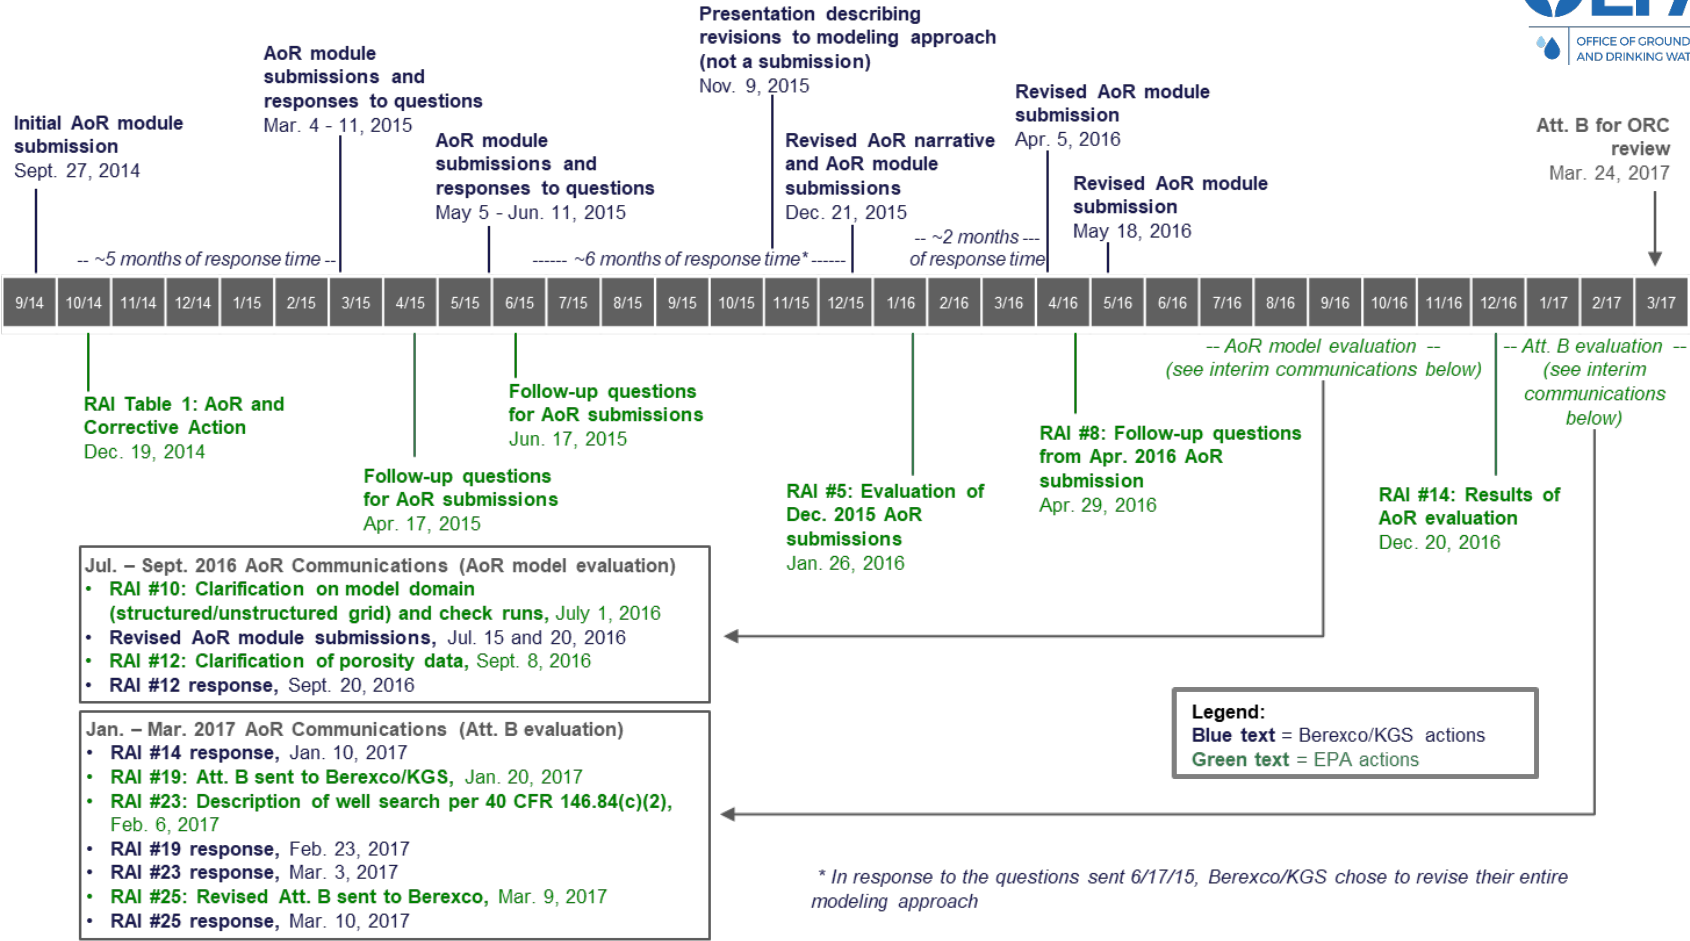 Presentation describing
revisions to modeling approach
(not a submission)
Nov. 9, 2015
OFFICE OF GROUND
AND DRINKING WAT
AoR module
submissions and
responses to questions
Mar. 4 - 11, 2015
Initial AoR module
submission
Sept. 27, 2014
AoR module
submissions and
responses to questions
May 5 - Jun. 11, 2015
Revised AoR narrative
and AoR module
submissions
Dec. 21, 2015
Revised AoR module
submission
Apr. 5, 2016
Revised AoR module
submission
May 18, 2016
Att. B for ORC
review
Mar. 24, 2017
-- ~5 months of response time --
------ ~6 months of response time* ------
-- ~2 months ---
of response time
9/14 10/14 11/14 12/14 1/15 2/15 3/15 4/15 5/15 6/15 7/15 8/15 9/15 10/15 11/15 12/15 1/16 2/16 3/16 4/16 5/16 6/16 7/16 8/16 9/16 10/16 11/16 12/16 1/17 2/17 3/17
RAI Table 1: AoR and
Corrective Action
Dec. 19, 2014
Follow-up questions
for AoR submissions
Apr. 17, 2015
Follow-up questions
for AoR submissions
Jun. 17, 2015
RAI #5: Evaluation of
Dec. 2015 AoR
submissions
Jan. 26, 2016
RAI #8: Follow-up questions
from Apr. 2016 AoR
submission
Apr. 29, 2016
-- AoR model evaluation --
(see interim communications below)
RAI #14: Results of
AoR evaluation
Dec. 20, 2016
-- Att. B evaluation --
(see interim
communications
below)
Jul. – Sept. 2016 AoR Communications (AoR model evaluation)
• RAI #10: Clarification on model domain
(structured/unstructured grid) and check runs, July 1, 2016
• Revised AoR module submissions, Jul. 15 and 20, 2016
• RAI #12: Clarification of porosity data, Sept. 8, 2016
• RAI #12 response, Sept. 20, 2016
Jan. – Mar. 2017 AoR Communications (Att. B evaluation)
• RAI #14 response, Jan. 10, 2017
• RAI #19: Att. B sent to Berexco/KGS, Jan. 20, 2017
• RAI #23: Description of well search per 40 CFR 146.84(c)(2),
Feb. 6, 2017
• RAI #19 response, Feb. 23, 2017
• RAI #23 response, Mar. 3, 2017
• RAI #25: Revised Att. B sent to Berexco, Mar. 9, 2017
• RAI #25 response, Mar. 10, 2017
Legend:
Blue text = Berexco/KGS actions
Green text = EPA actions
* In response to the questions sent 6/17/15, Berexco/KGS chose to revise their entire
modeling approach